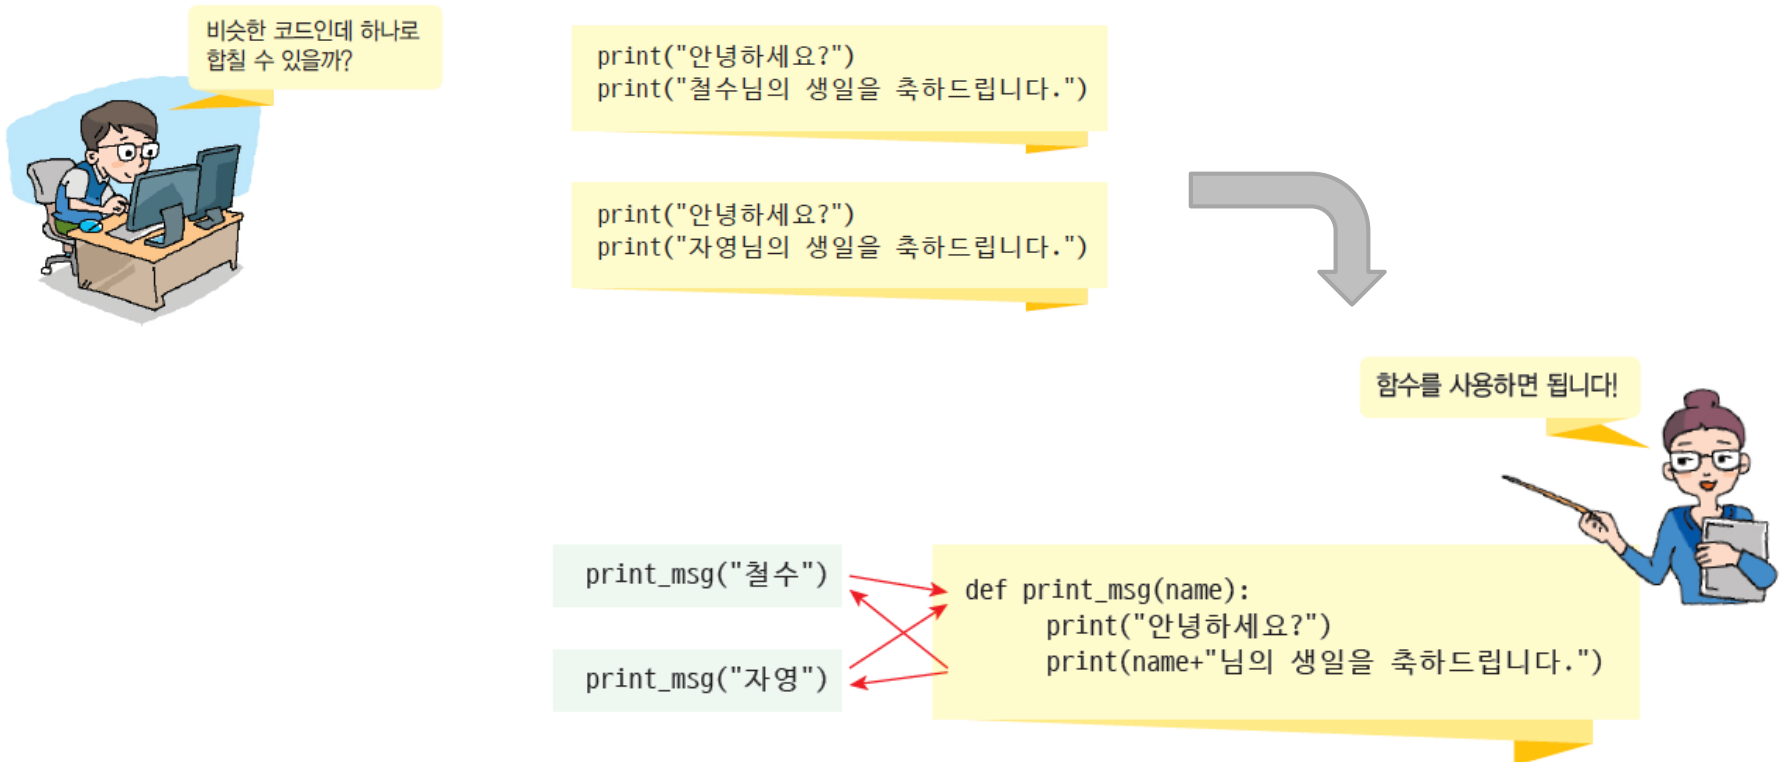 비슷한 코드인데 하나로
합칠 수 있을까?
print("안녕하세요?")
print("철수님의 생일을 축하드립니다.")
print("안녕하세요?")
print("자영님의 생일을 축하드립니다.")
함수를 사용하면 됩니다!
print_msg("철수")
print_msg("자영")
def print_msg(name):
print("안녕하세요?")
print(name+"님의 생일을 축하드립니다.")